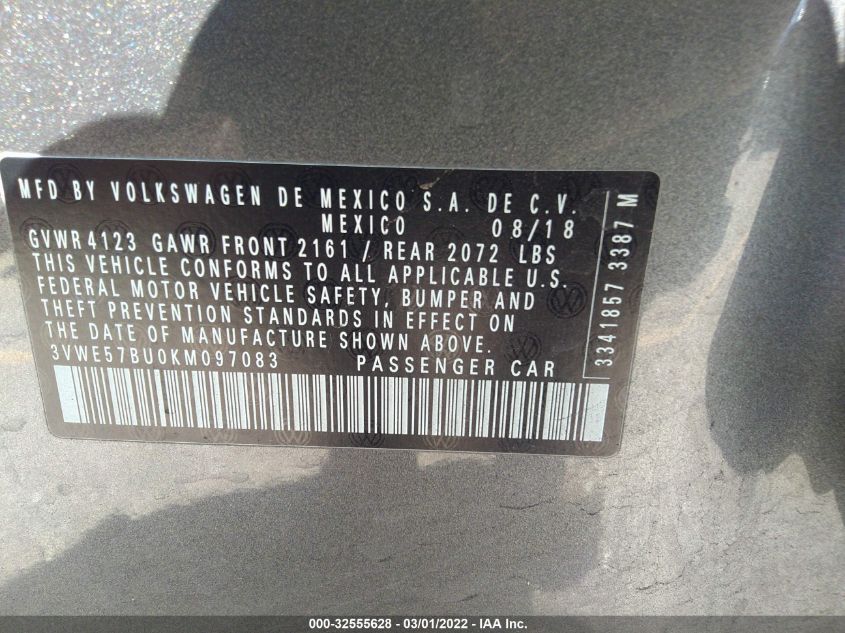 MFD BY VOLKSWAGEN DE MEXICO S.A. DE C.V.
MEXICO 08/18
GVWR 4123 GAWR FRONT 2161 / REAR 2072 LBS
THIS VEHICLE CONFORMS TO ALL APPLICABLE U.S.
FEDERAL MOTOR VEHICLE SAFETY, BUMPER AND
THEFT PREVENTION STANDARDS IN EFFECT ON
THE DATE OF MANUFACTURE SHOWN ABOVE.
3VWE57BU0KM097083 PASSENGER CAR
3341857 3387 M
000-32555628 - 03/01/2022 - IAA Inc.